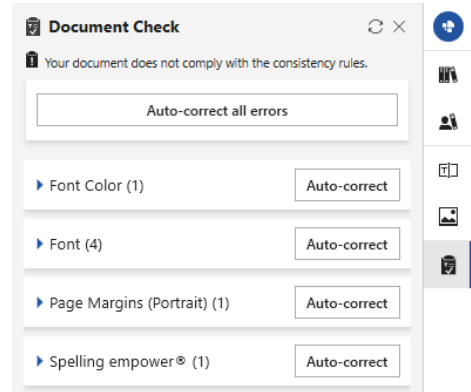 Document Check
Your document does not comply with the consistency rules.
Auto-correct all errors
Font Color (1) Auto-correct
Font (4) Auto-correct
Page Margins (Portrait) (1) Auto-correct
Spelling empower® (1) Auto-correct